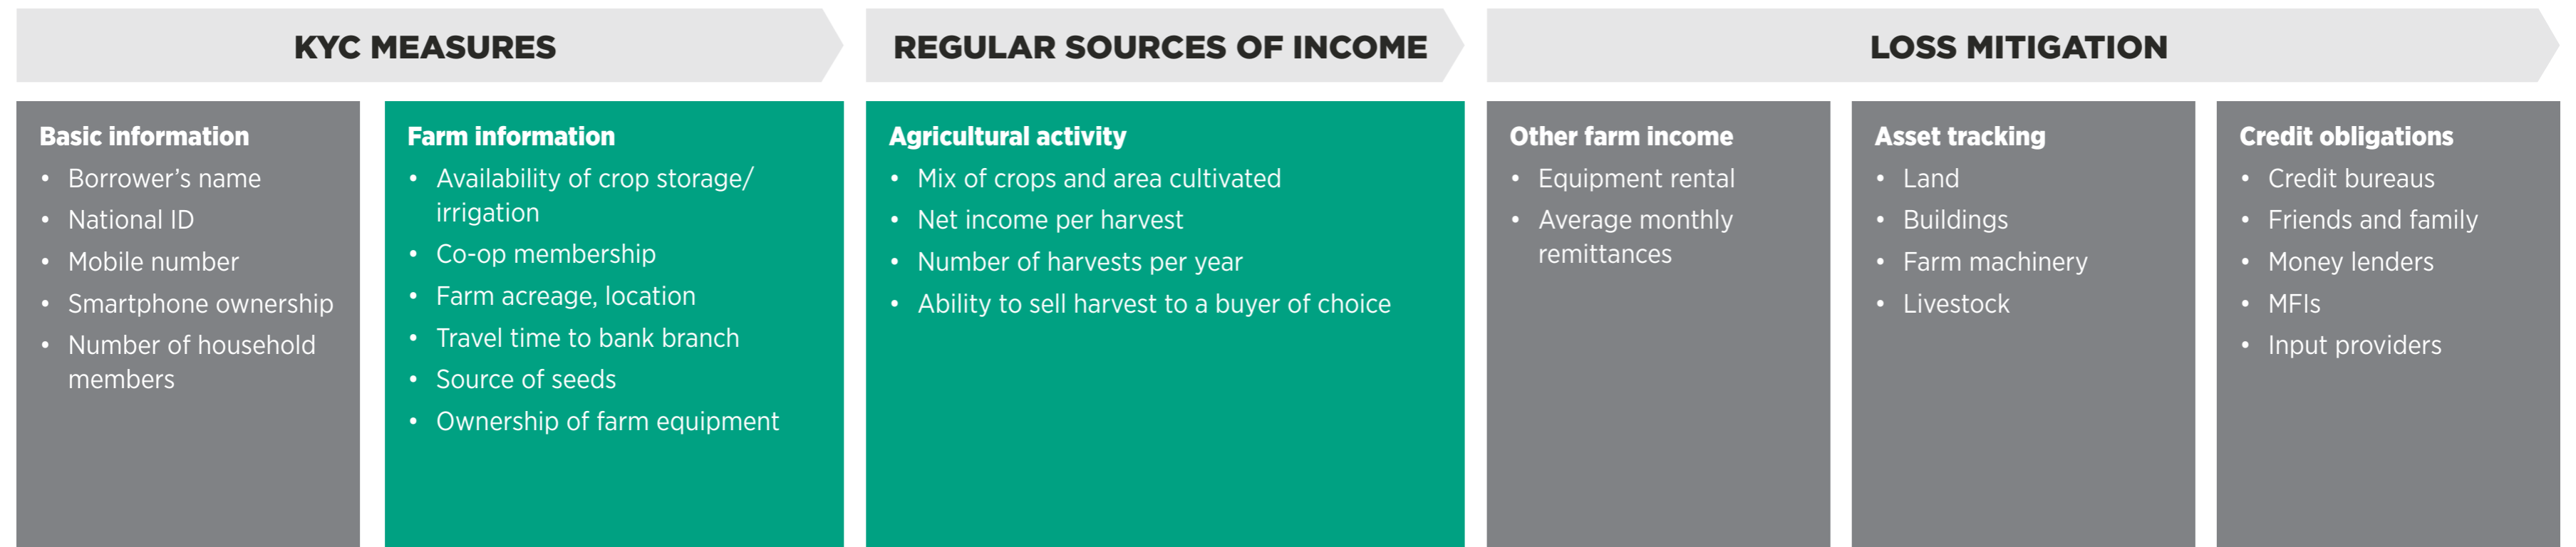 KYC MEASURES
REGULAR SOURCES OF INCOME
LOSS MITIGATION
Basic information
• Borrower’s name
• National ID
• Mobile number
• Smartphone ownership
• Number of household
members
Farm information
• Availability of crop storage/
irrigation
• Co-op membership
• Farm acreage, location
• Travel time to bank branch
• Source of seeds
• Ownership of farm equipment
Agricultural activity
• Mix of crops and area cultivated
• Net income per harvest
• Number of harvests per year
• Ability to sell harvest to a buyer of choice
Other farm income
• Equipment rental
• Average monthly
remittances
Asset tracking
• Land
• Buildings
• Farm machinery
• Livestock
Credit obligations
• Credit bureaus
• Friends and family
• Money lenders
• MFIs
• Input providers